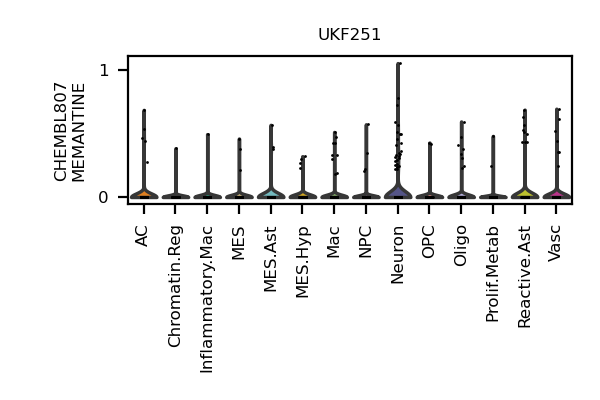 UKF251
CHEMBL807
MEMANTINE
1
0
AC
Chromatin.Reg
Inflammatory.Mac
MES
MES.Ast
MES.Hyp
Mac
NPC
Neuron
OPC
Oligo
Prolif.Metab
Reactive.Ast
Vasc